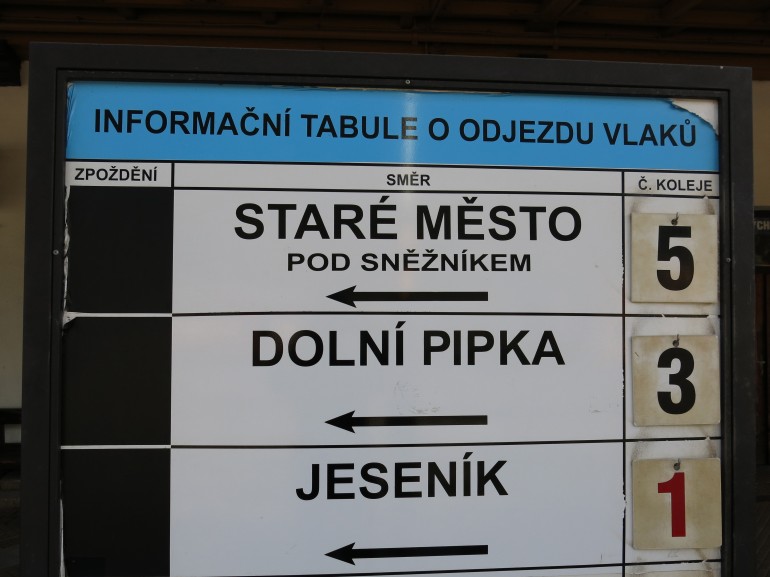 INFORMAČNÍ TABULE O ODJEZDU VLAKŮ
ZPOŽDĚNÍ SMĚR Č. KOLEJE
STARÉ MĚSTO 5
POD SNĚŽNÍKEM
DOLNÍ PIPKA 3
JESENÍK 1